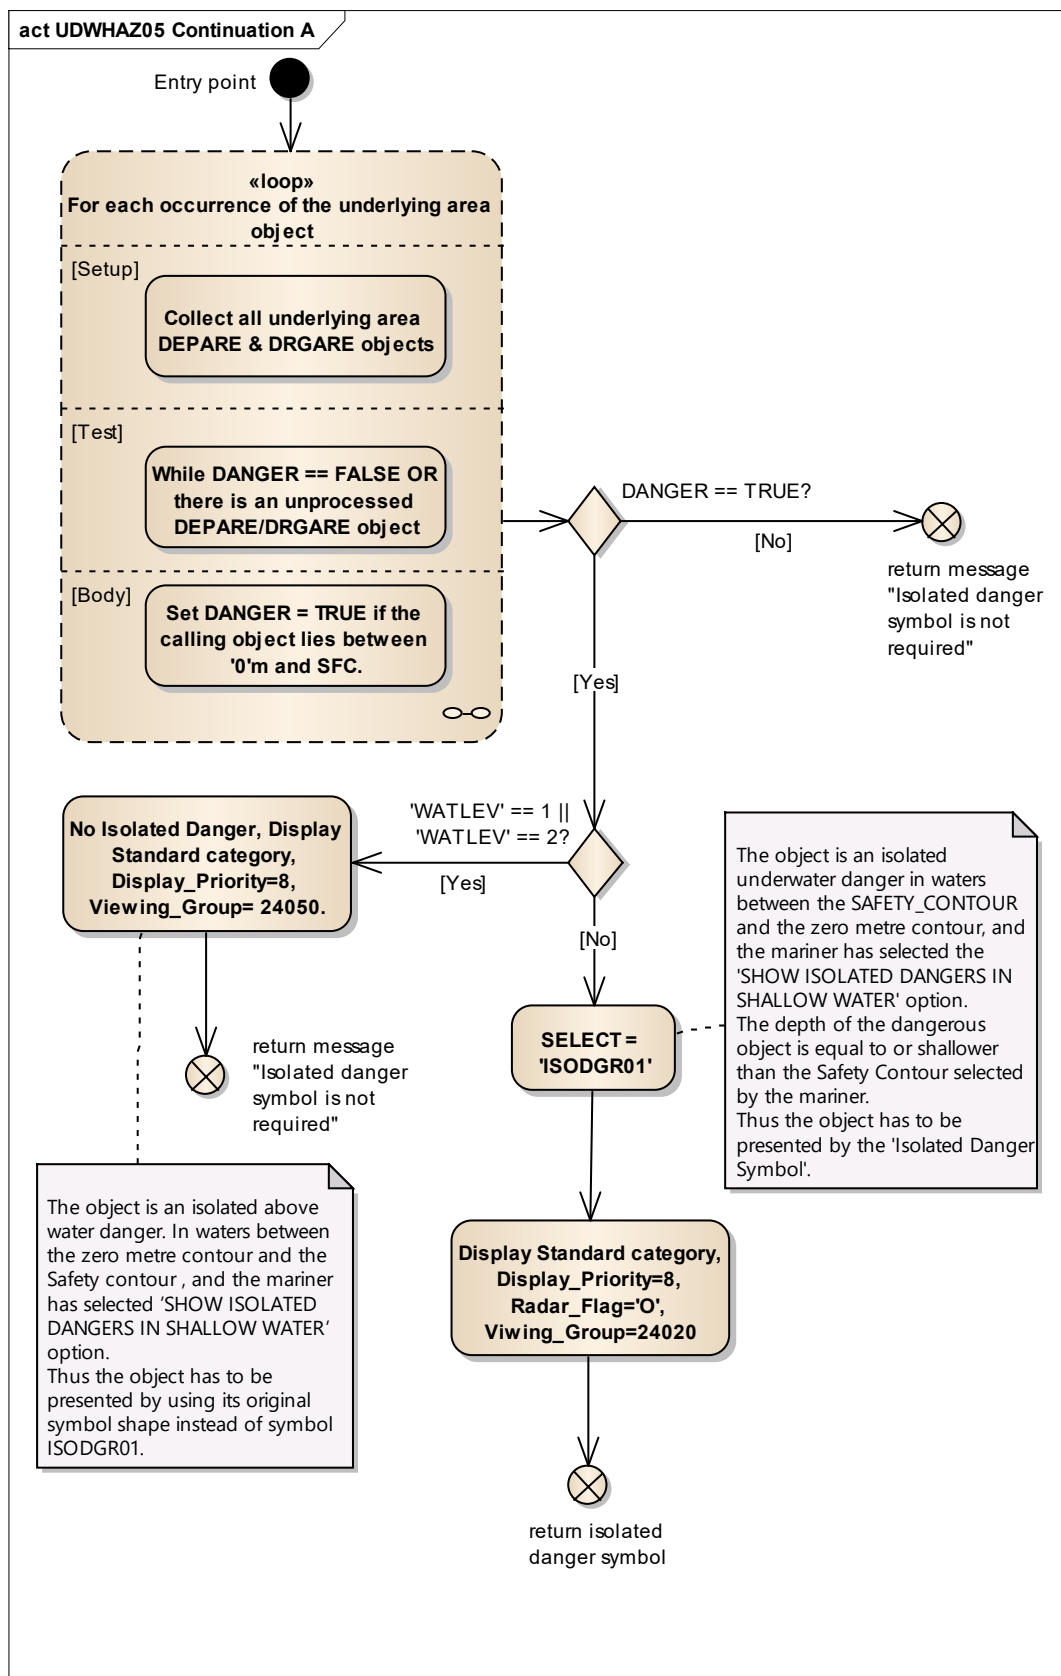 act UDWHAZ05 Continuation A
Entry point
«loop»
For each occurrence of the underlying area
object
[Setup]
Collect all underlying area
DEPARE & DRGARE objects
[Test]
While DANGER == FALSE OR
there is an unprocessed
DEPARE/DRGARE object
[Body]
Set DANGER = TRUE if the
calling object lies between
'0'm and SFC.
DANGER == TRUE?
[No]
return message
"Isolated danger
symbol is not
required"
[Yes]
'WATLEV' == 1 ||
'WATLEV' == 2?
[Yes]
No Isolated Danger, Display
Standard category,
Display_Priority=8,
Viewing_Group= 24050.
return message
"Isolated danger
symbol is not
required"
The object is an isolated above
water danger. In waters between
the zero metre contour and the
Safety contour , and the mariner
has selected ‘SHOW ISOLATED
DANGERS IN SHALLOW WATER’
option.
Thus the object has to be
presented by using its original
symbol shape instead of symbol
ISODGR01.
[No]
SELECT =
'ISODGR01'
The object is an isolated
underwater danger in waters
between the SAFETY_CONTOUR
and the zero metre contour, and
the mariner has selected the
'SHOW ISOLATED DANGERS IN
SHALLOW WATER' option.
The depth of the dangerous
object is equal to or shallower
than the Safety Contour selected
by the mariner.
Thus the object has to be
presented by the 'Isolated Danger
Symbol'.
Display Standard category,
Display_Priority=8,
Radar_Flag='O',
Viwing_Group=24020
return isolated
danger symbol